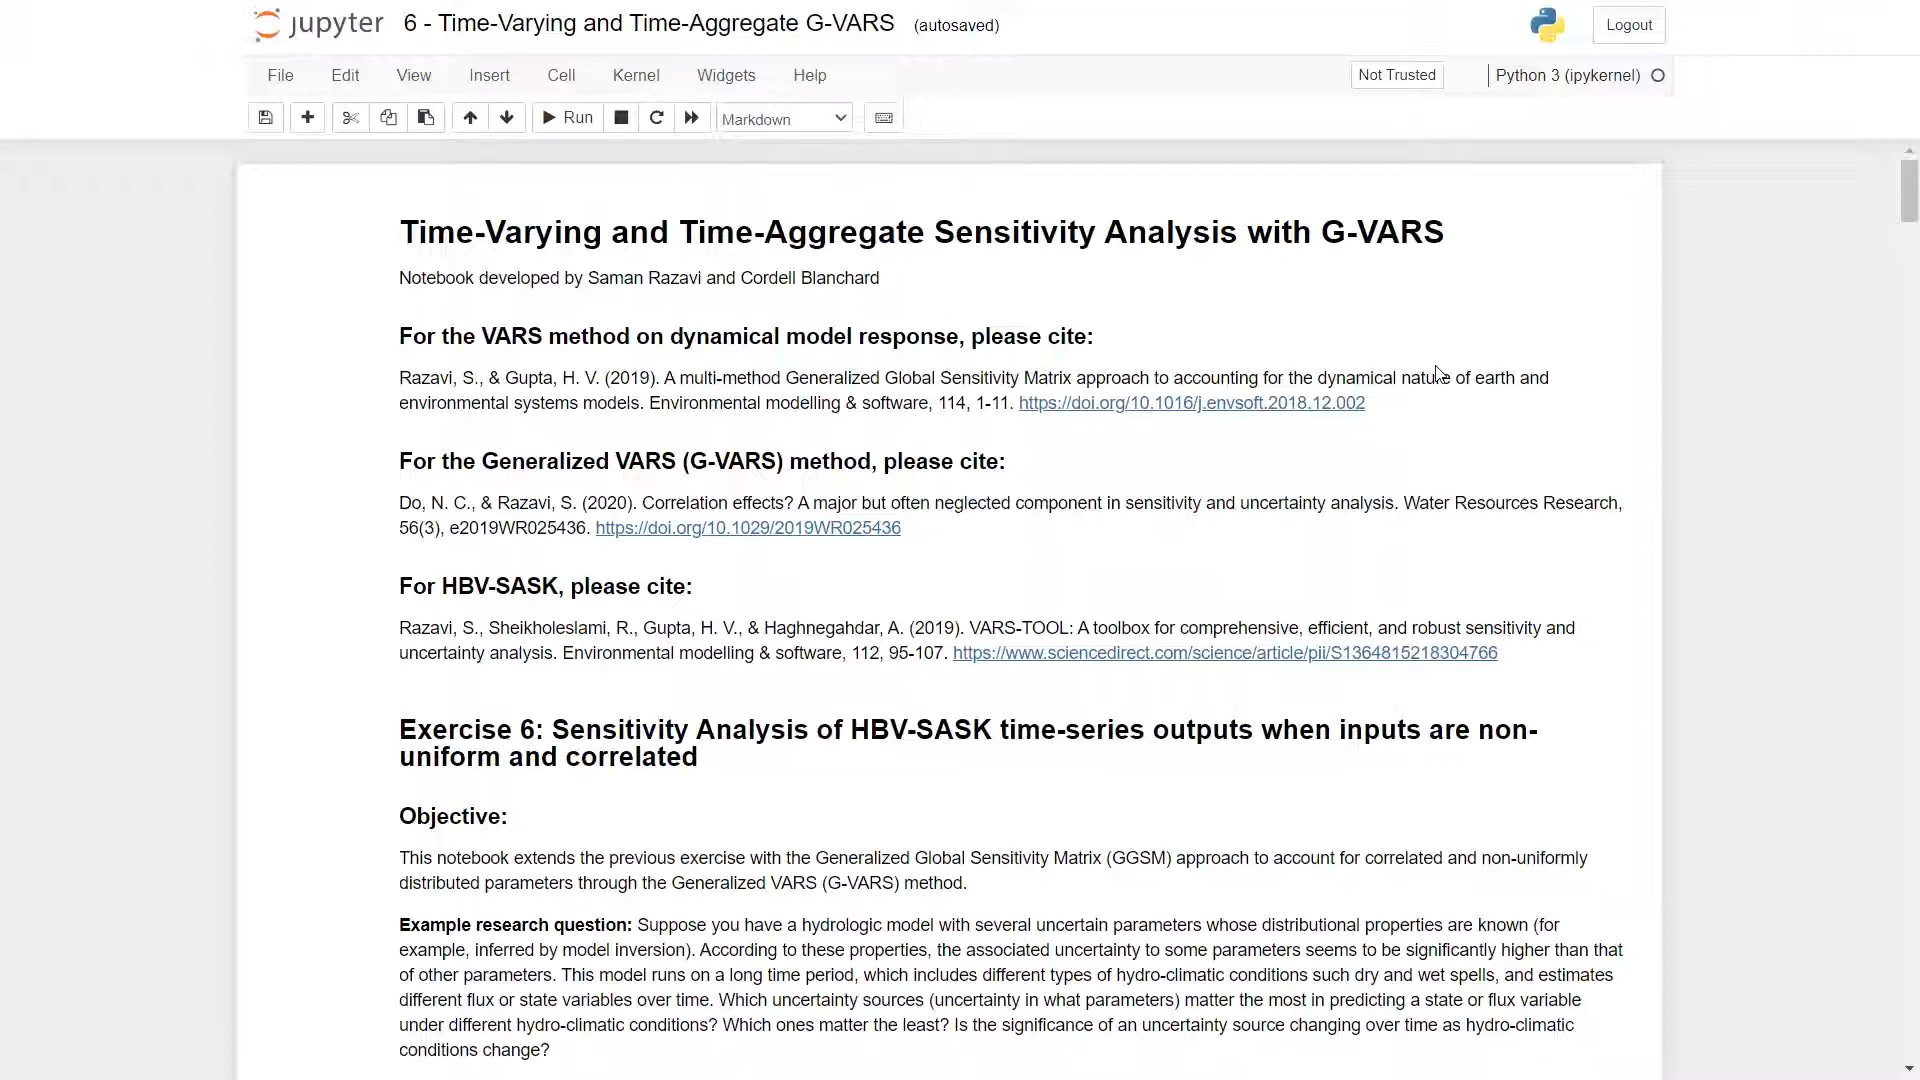 jupyter 6 - Time-Varying and Time-Aggregate G-VARS (autosaved) Logout
File Edit View Insert Cell Kernel Widgets Help Not Trusted Python 3 (ipykernel)
Run Markdown
Time-Varying and Time-Aggregate Sensitivity Analysis with G-VARS
Notebook developed by Saman Razavi and Cordell Blanchard
For the VARS method on dynamical model response, please cite:
Razavi, S., & Gupta, H. V. (2019). A multi-method Generalized Global Sensitivity Matrix approach to accounting for the dynamical nature of earth and
environmental systems models. Environmental modelling & software, 114, 1-11. https://doi.org/10.1016/j.envsoft.2018.12.002
For the Generalized VARS (G-VARS) method, please cite:
Do, N. C., & Razavi, S. (2020). Correlation effects? A major but often neglected component in sensitivity and uncertainty analysis. Water Resources Research,
56(3), e2019WR025436. https://doi.org/10.1029/2019WR025436
For HBV-SASK, please cite:
Razavi, S., Sheikholeslami, R., Gupta, H. V., & Haghnegahdar, A. (2019). VARS-TOOL: A toolbox for comprehensive, efficient, and robust sensitivity and
uncertainty analysis. Environmental modelling & software, 112, 95-107. https://www.sciencedirect.com/science/article/pii/S1364815218304766
Exercise 6: Sensitivity Analysis of HBV-SASK time-series outputs when inputs are non-
uniform and correlated
Objective:
This notebook extends the previous exercise with the Generalized Global Sensitivity Matrix (GGSM) approach to account for correlated and non-uniformly
distributed parameters through the Generalized VARS (G-VARS) method.
Example research question: Suppose you have a hydrologic model with several uncertain parameters whose distributional properties are known (for
example, inferred by model inversion). According to these properties, the associated uncertainty to some parameters seems to be significantly higher than that
of other parameters. This model runs on a long time period, which includes different types of hydro-climatic conditions such dry and wet spells, and estimates
different flux or state variables over time. Which uncertainty sources (uncertainty in what parameters) matter the most in predicting a state or flux variable
under different hydro-climatic conditions? Which ones matter the least? Is the significance of an uncertainty source changing over time as hydro-climatic
conditions change?